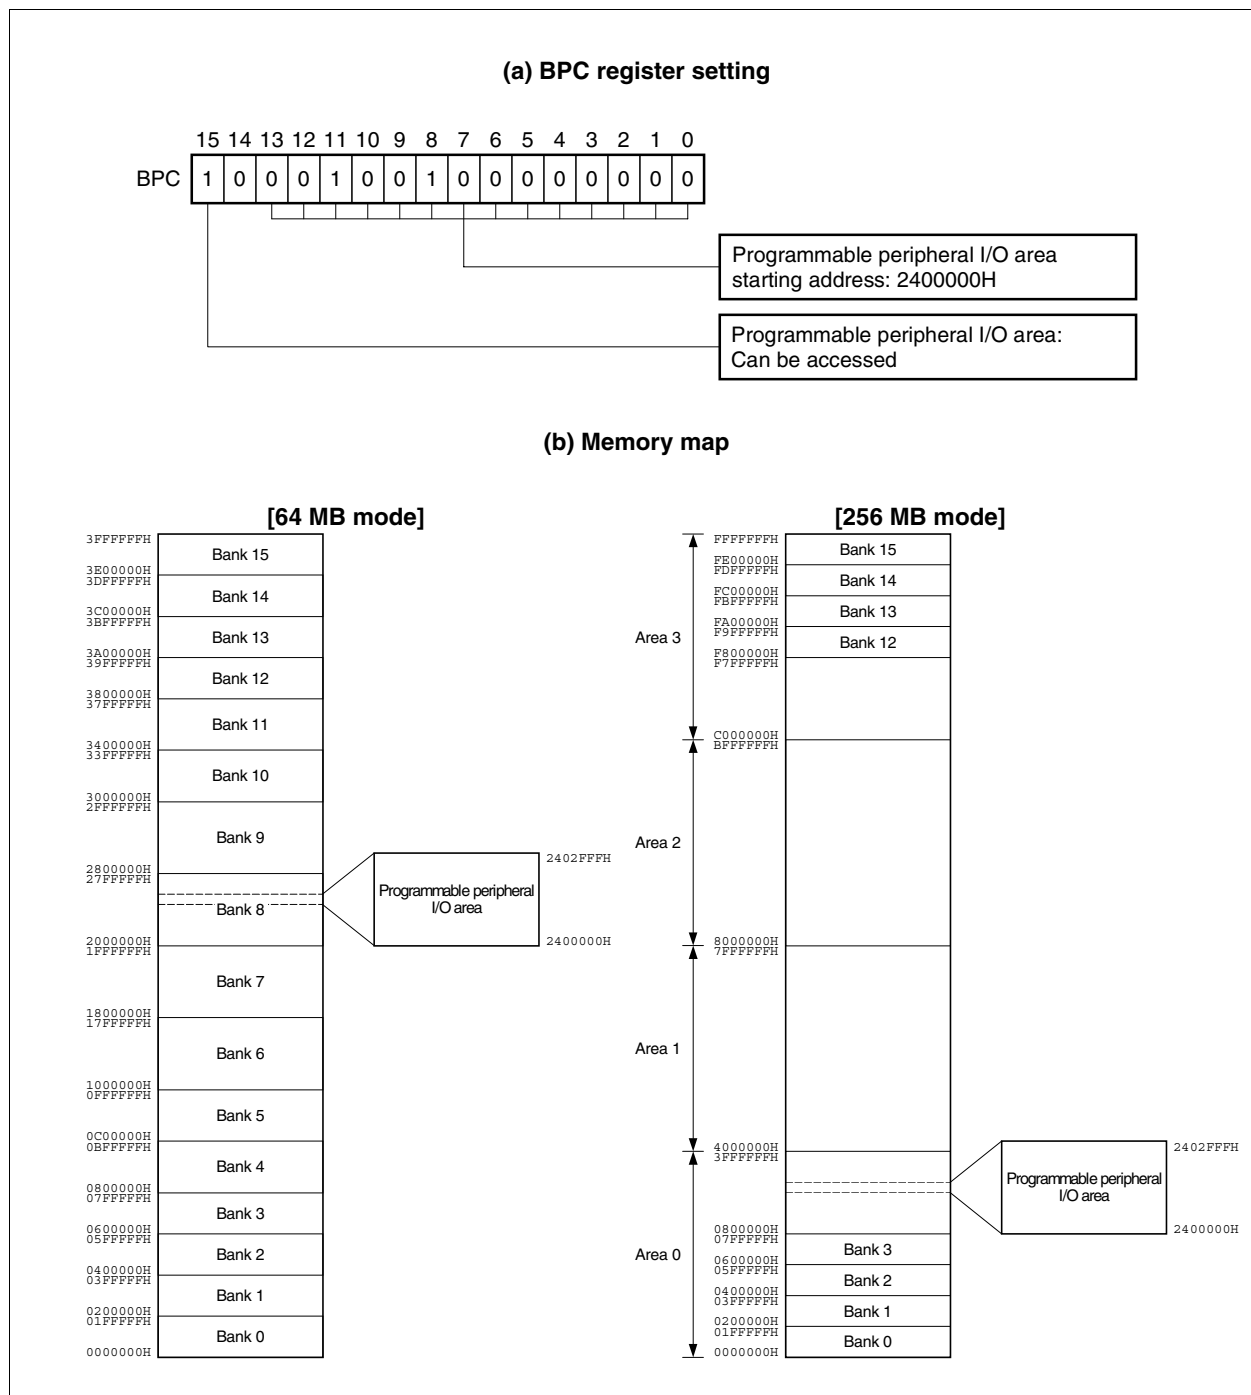 (a) BPC register setting
15 14 13 12 11 10 9 8 7 6 5 4 3 2 1 0
BPC 1 0 0 0 1 0 0 1 0 0 0 0 0 0 0 0
Programmable peripheral I/O area
starting address: 2400000H
Programmable peripheral I/O area:
Can be accessed
(b) Memory map
[64 MB mode]
3FFFFFFH
Bank 15
3E00000H
3DFFFFFH
Bank 14
3C00000H
3BFFFFFH
Bank 13
3A00000H
39FFFFFH
Bank 12
3800000H
37FFFFFH
Bank 11
3400000H
33FFFFFH
Bank 10
3000000H
2FFFFFFH
Bank 9
2800000H
27FFFFFH
Bank 8
2000000H
1FFFFFFH
Bank 7
1800000H
17FFFFFH
Bank 6
1000000H
0FFFFFFH
Bank 5
0C00000H
0BFFFFFH
Bank 4
0800000H
07FFFFFH
Bank 3
0600000H
05FFFFFH
Bank 2
0400000H
03FFFFFH
Bank 1
0200000H
01FFFFFH
Bank 0
0000000H
2402FFFH
Programmable peripheral
I/O area
2400000H
[256 MB mode]
Area 3
Area 2
Area 1
Area 0
FFFFFFFH
Bank 15
FE00000H
FDFFFFFH
Bank 14
FC00000H
FBFFFFFH
Bank 13
FA00000H
F9FFFFFH
Bank 12
F800000H
F7FFFFFH
C000000H
BFFFFFFH
8000000H
7FFFFFFH
4000000H
3FFFFFFH
0800000H
07FFFFFH
Bank 3
0600000H
05FFFFFH
Bank 2
0400000H
03FFFFFH
Bank 1
0200000H
01FFFFFH
Bank 0
0000000H
2402FFFH
Programmable peripheral
I/O area
2400000H